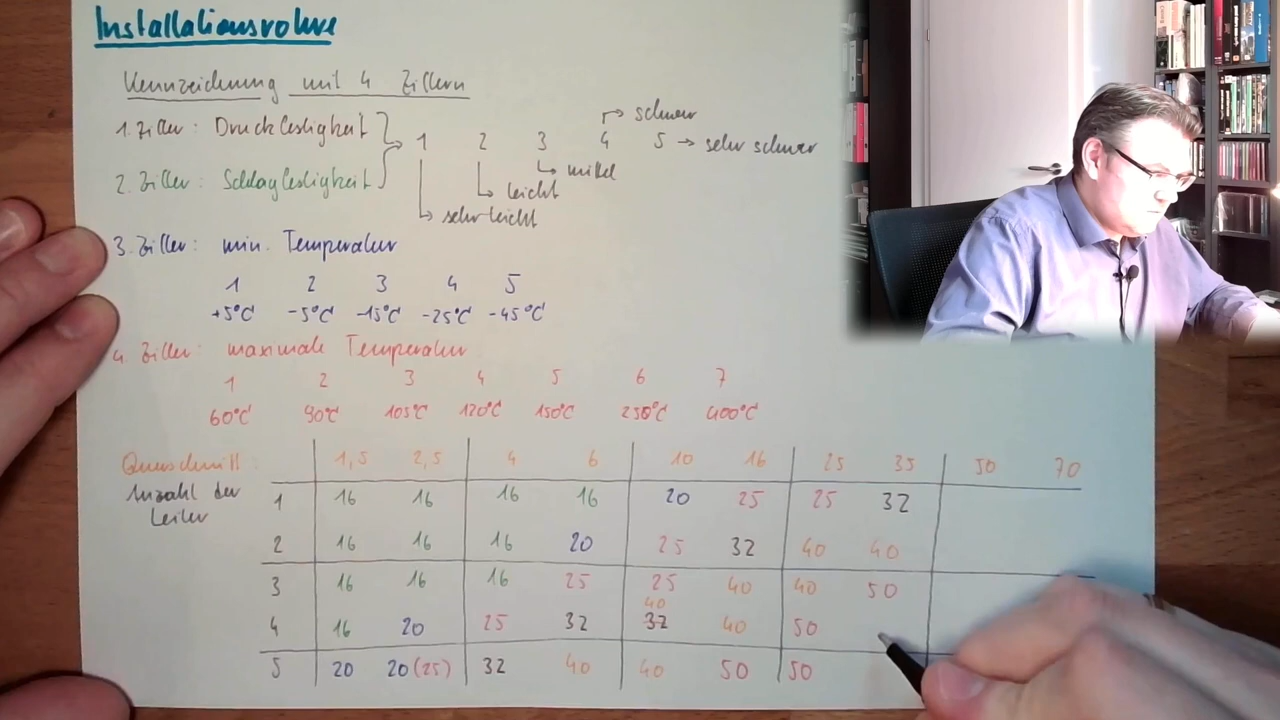 Installationsrohre
Kennzeichnung mit 4 Ziffern
1. Ziffer: Druckfestigkeit
2. Ziffer: Schlagfestigkeit
1 2 3 4 5 → sehr schwer
schwer
mittel
leicht
sehr leicht
3. Ziffer: min. Temperatur
1 2 3 4 5
+5°C -5°C -15°C -25°C -45°C
4. Ziffer: maximale Temperatur
1 2 3 4 5 6 7
60°C 90°C 105°C 120°C 150°C 250°C 400°C
Querschnitt 1,5 2,5 4 6 10 16 25 35 50 70
Anzahl der Leiter
1 16 16 16 16 20 25 25 32
2 16 16 16 20 25 32 40 40
3 16 16 16 25 25 40 40 50
40
4 16 20 25 32 32 40 50
5 20 20(25) 32 40 40 50 50